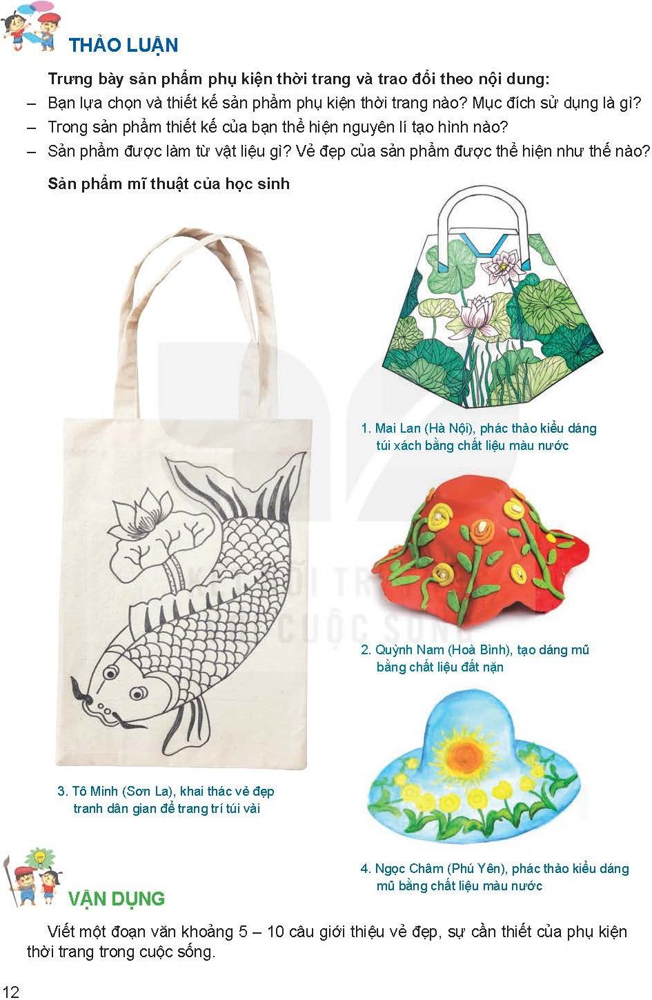 THẢO LUẬN
Trưng bày sản phẩm phụ kiện thời trang và trao đổi theo nội dung:
– Bạn lựa chọn và thiết kế sản phẩm phụ kiện thời trang nào? Mục đích sử dụng là gì?
– Trong sản phẩm thiết kế của bạn thể hiện nguyên lí tạo hình nào?
– Sản phẩm được làm từ vật liệu gì? Vẻ đẹp của sản phẩm được thể hiện như thế nào?
Sản phẩm mĩ thuật của học sinh
1. Mai Lan (Hà Nội), phác thảo kiểu dáng
túi xách bằng chất liệu màu nước
2. Quỳnh Nam (Hoà Bình), tạo dáng mũ
bằng chất liệu đất nặn
3. Tô Minh (Sơn La), khai thác vẻ đẹp
tranh dân gian để trang trí túi vải
4. Ngọc Châm (Phú Yên), phác thảo kiểu dáng
mũ bằng chất liệu màu nước
VẬN DỤNG
Viết một đoạn văn khoảng 5 – 10 câu giới thiệu vẻ đẹp, sự cần thiết của phụ kiện
thời trang trong cuộc sống.
12